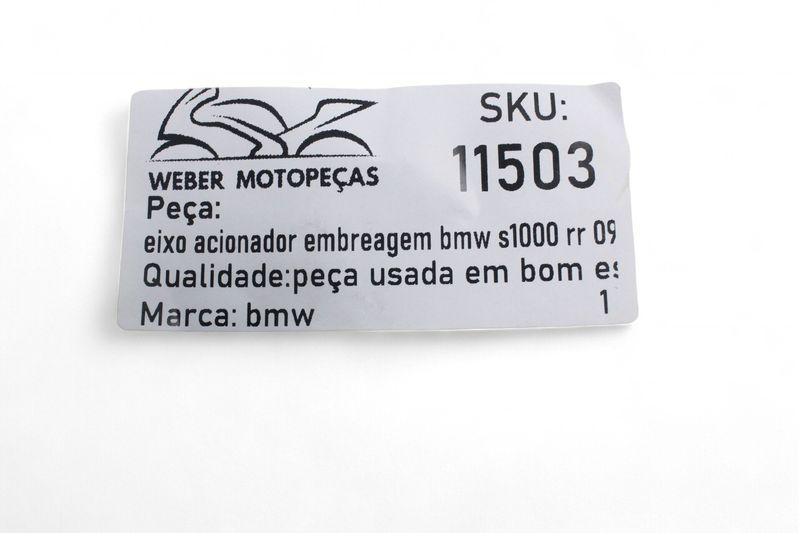 SKU:
11503
WEBER MOTOPEÇAS
Peça:
eixo acionador embreagem bmw s1000 rr 09
Qualidade:peça usada em bom es
Marca: bmw
1